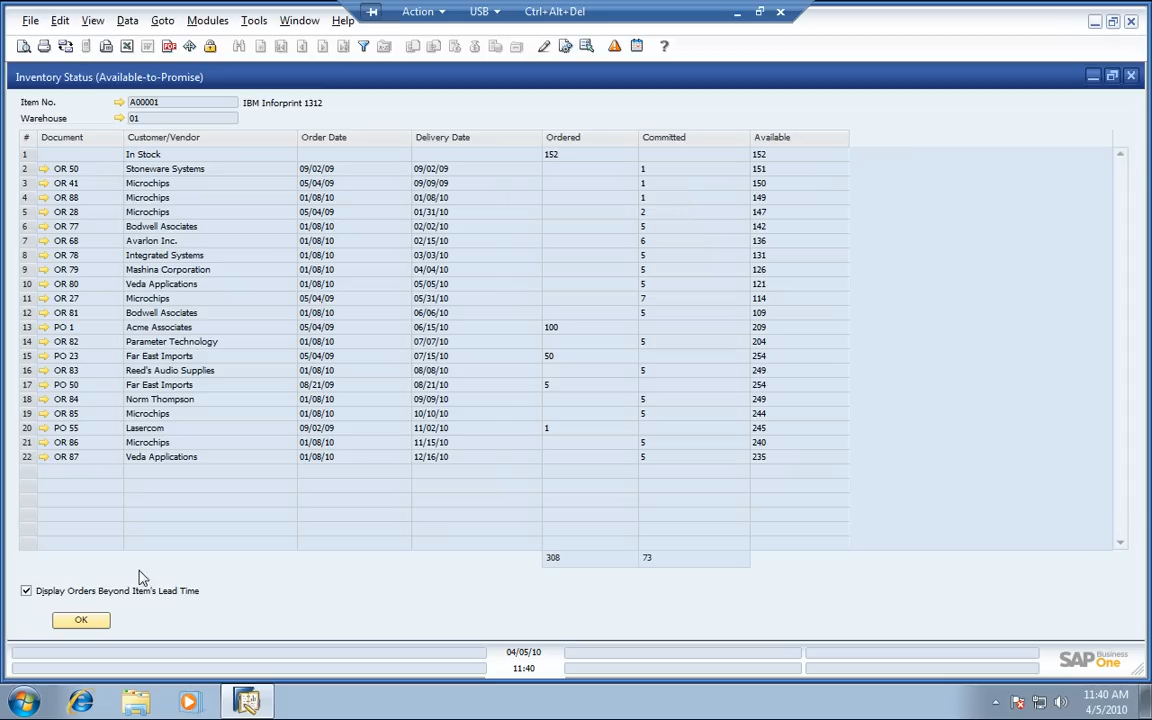 Action USB Ctrl+Alt+Del
File Edit View Data Goto Modules Tools Window Help
Inventory Status (Available-to-Promise)
Item No. A00001 IBM Inforprint 1312
Warehouse 01
# Document Customer/Vendor Order Date Delivery Date Ordered Committed Available
1 In Stock 152 152
2 OR 50 Stoneware Systems 09/02/09 09/02/09 1 151
3 OR 41 Microchips 05/04/09 09/09/09 1 150
4 OR 88 Microchips 01/08/10 01/08/10 1 149
5 OR 28 Microchips 05/04/09 01/31/10 2 147
6 OR 77 Bodwell Asociates 01/08/10 02/02/10 5 142
7 OR 68 Avarlon Inc. 01/08/10 02/15/10 6 136
8 OR 78 Integrated Systems 01/08/10 03/03/10 5 131
9 OR 79 Mashina Corporation 01/08/10 04/04/10 5 126
10 OR 80 Veda Applications 01/08/10 05/05/10 5 121
11 OR 27 Microchips 05/04/09 05/31/10 7 114
12 OR 81 Bodwell Asociates 01/08/10 06/06/10 5 109
13 PO 1 Acme Associates 05/04/09 06/15/10 100 209
14 OR 82 Parameter Technology 01/08/10 07/07/10 5 204
15 PO 23 Far East Imports 05/04/09 07/15/10 50 254
16 OR 83 Reed's Audio Supplies 01/08/10 08/08/10 5 249
17 PO 50 Far East Imports 08/21/09 08/21/10 5 254
18 OR 84 Norm Thompson 01/08/10 09/09/10 5 249
19 OR 85 Microchips 01/08/10 10/10/10 5 244
20 PO 55 Lasercom 09/02/09 11/02/10 1 245
21 OR 86 Microchips 01/08/10 11/15/10 5 240
22 OR 87 Veda Applications 01/08/10 12/16/10 5 235
308 73
Display Orders Beyond Item's Lead Time
OK
04/05/10
11:40
SAP Business One
11:40 AM
4/5/2010